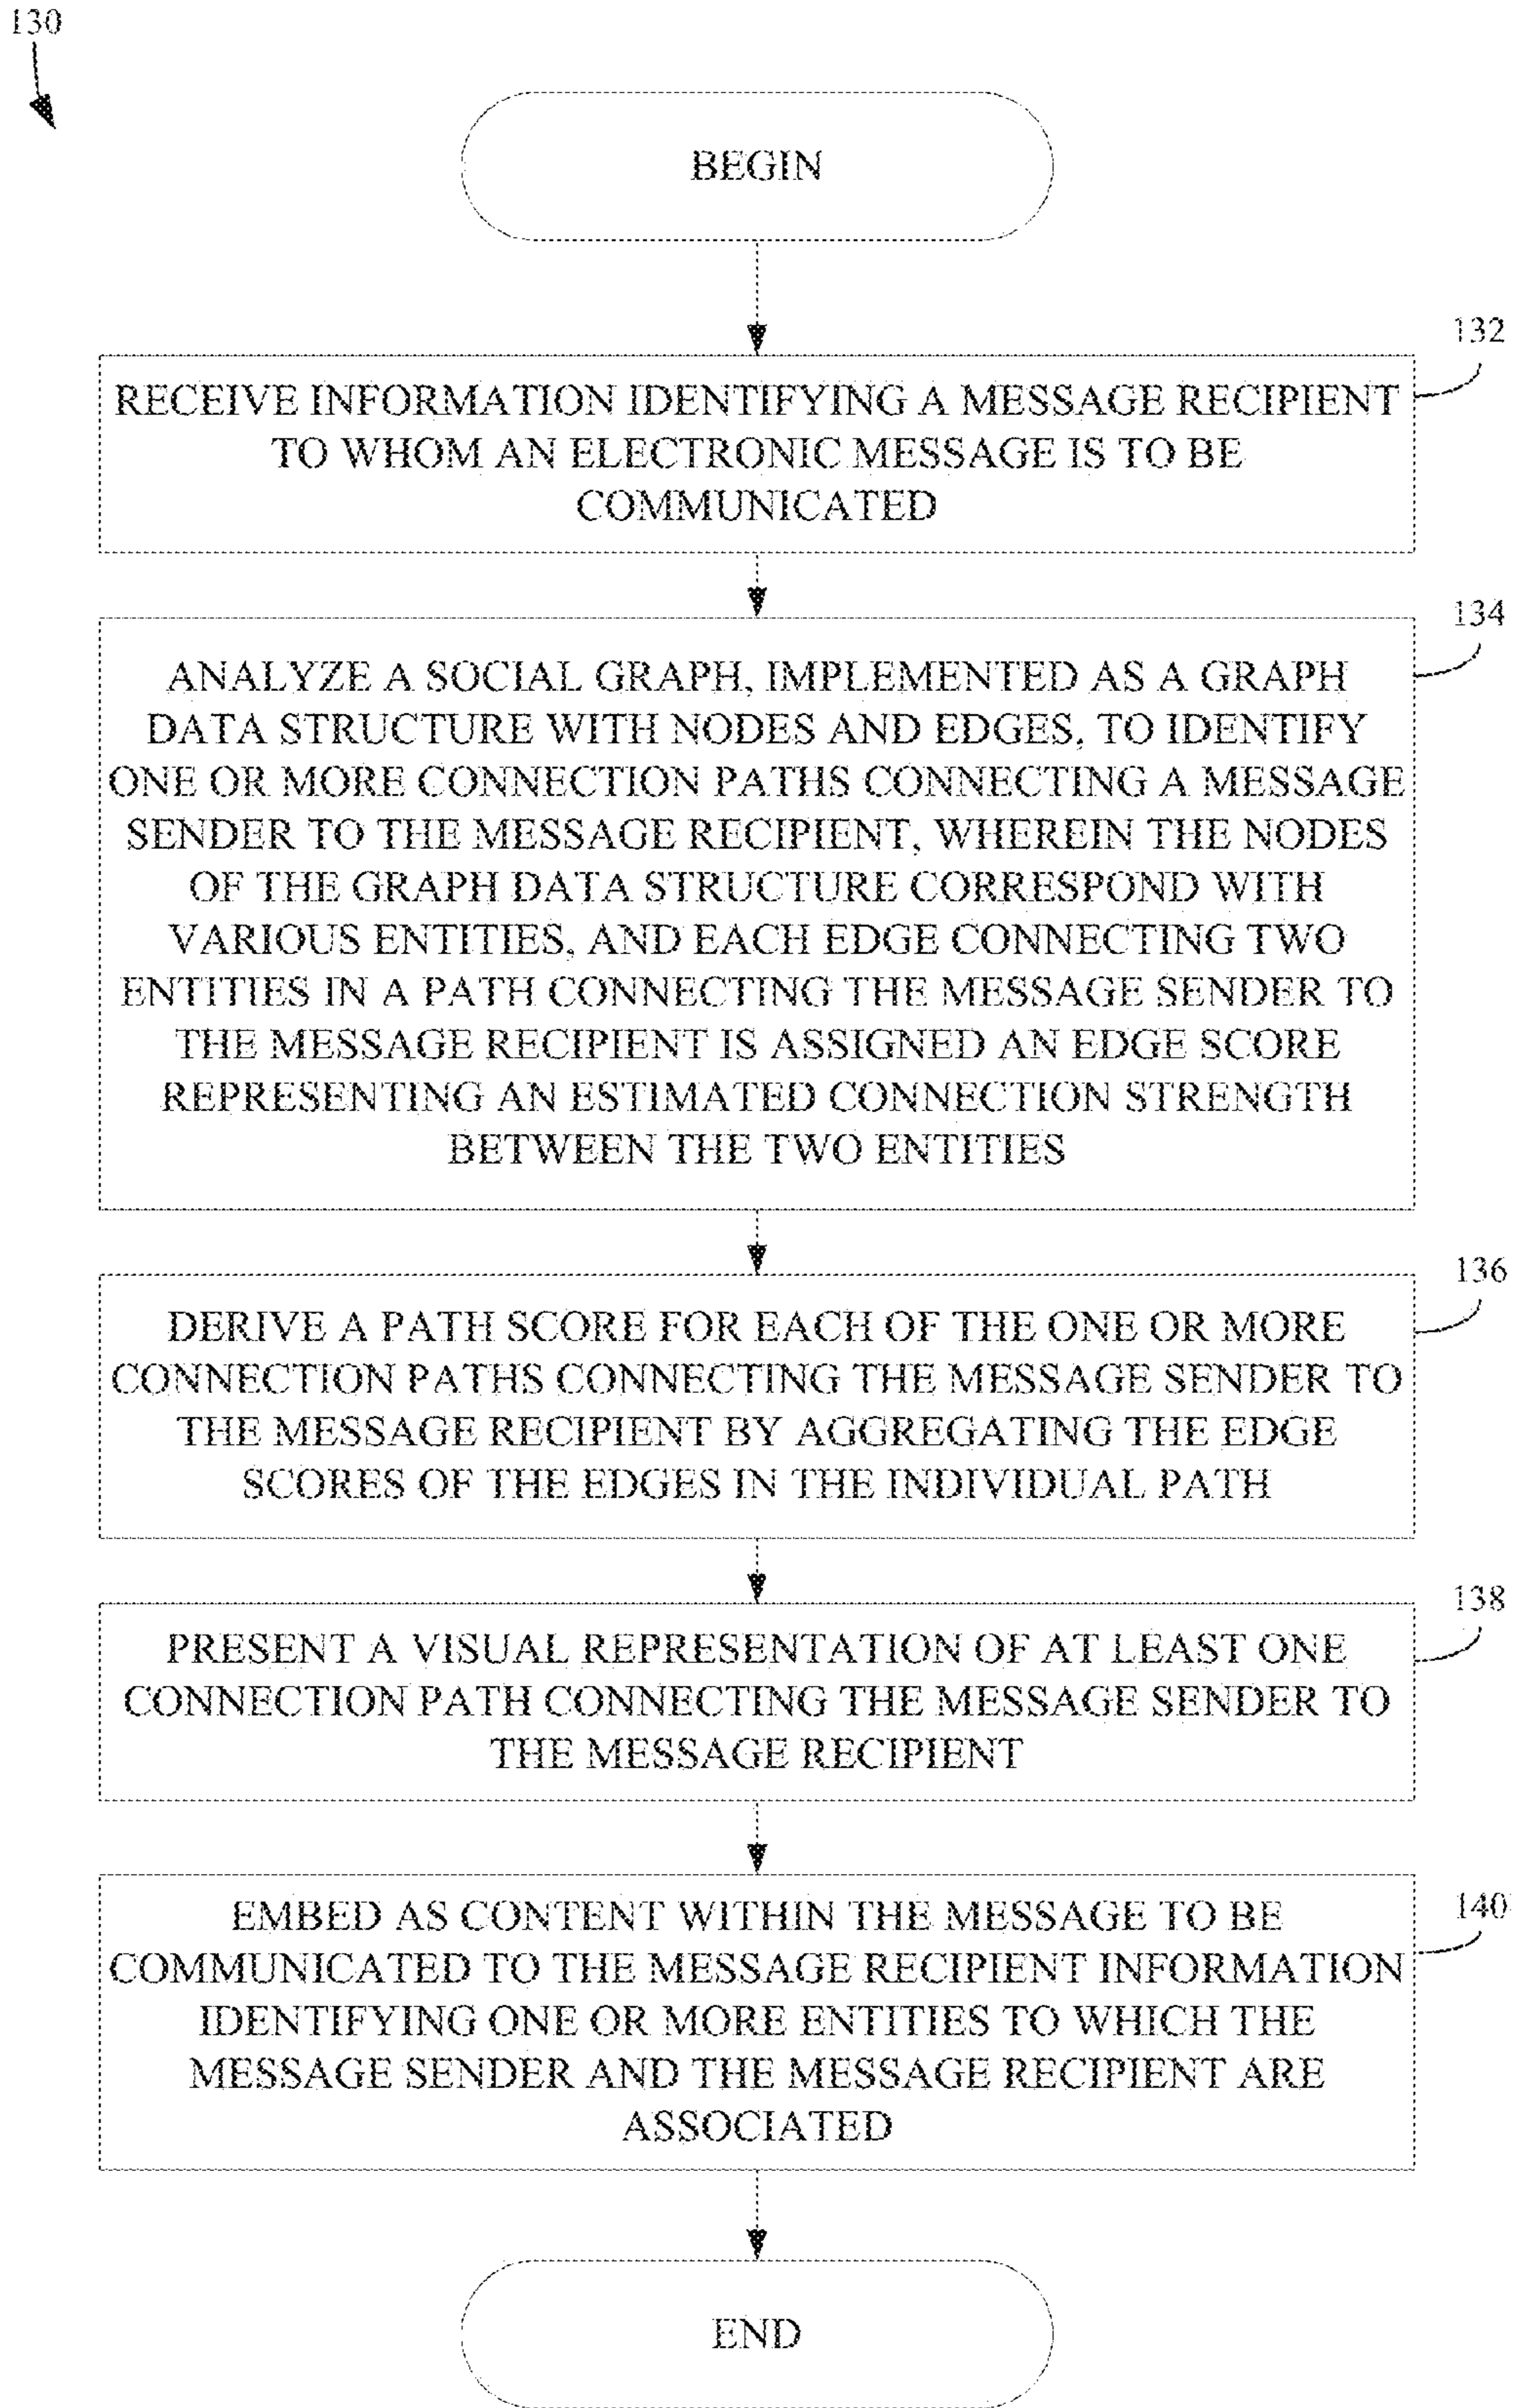 130
BEGIN
132
RECEIVE INFORMATION IDENTIFYING A MESSAGE RECIPIENT
TO WHOM AN ELECTRONIC MESSAGE IS TO BE
COMMUNICATED
134
ANALYZE A SOCIAL GRAPH, IMPLEMENTED AS A GRAPH
DATA STRUCTURE WITH NODES AND EDGES, TO IDENTIFY
ONE OR MORE CONNECTION PATHS CONNECTING A MESSAGE
SENDER TO THE MESSAGE RECIPIENT, WHEREIN THE NODES
OF THE GRAPH DATA STRUCTURE CORRESPOND WITH
VARIOUS ENTITIES, AND EACH EDGE CONNECTING TWO
ENTITIES IN A PATH CONNECTING THE MESSAGE SENDER TO
THE MESSAGE RECIPIENT IS ASSIGNED AN EDGE SCORE
REPRESENTING AN ESTIMATED CONNECTION STRENGTH
BETWEEN THE TWO ENTITIES
136
DERIVE A PATH SCORE FOR EACH OF THE ONE OR MORE
CONNECTION PATHS CONNECTING THE MESSAGE SENDER TO
THE MESSAGE RECIPIENT BY AGGREGATING THE EDGE
SCORES OF THE EDGES IN THE INDIVIDUAL PATH
138
PRESENT A VISUAL REPRESENTATION OF AT LEAST ONE
CONNECTION PATH CONNECTING THE MESSAGE SENDER TO
THE MESSAGE RECIPIENT
140
EMBED AS CONTENT WITHIN THE MESSAGE TO BE
COMMUNICATED TO THE MESSAGE RECIPIENT INFORMATION
IDENTIFYING ONE OR MORE ENTITIES TO WHICH THE
MESSAGE SENDER AND THE MESSAGE RECIPIENT ARE
ASSOCIATED
END